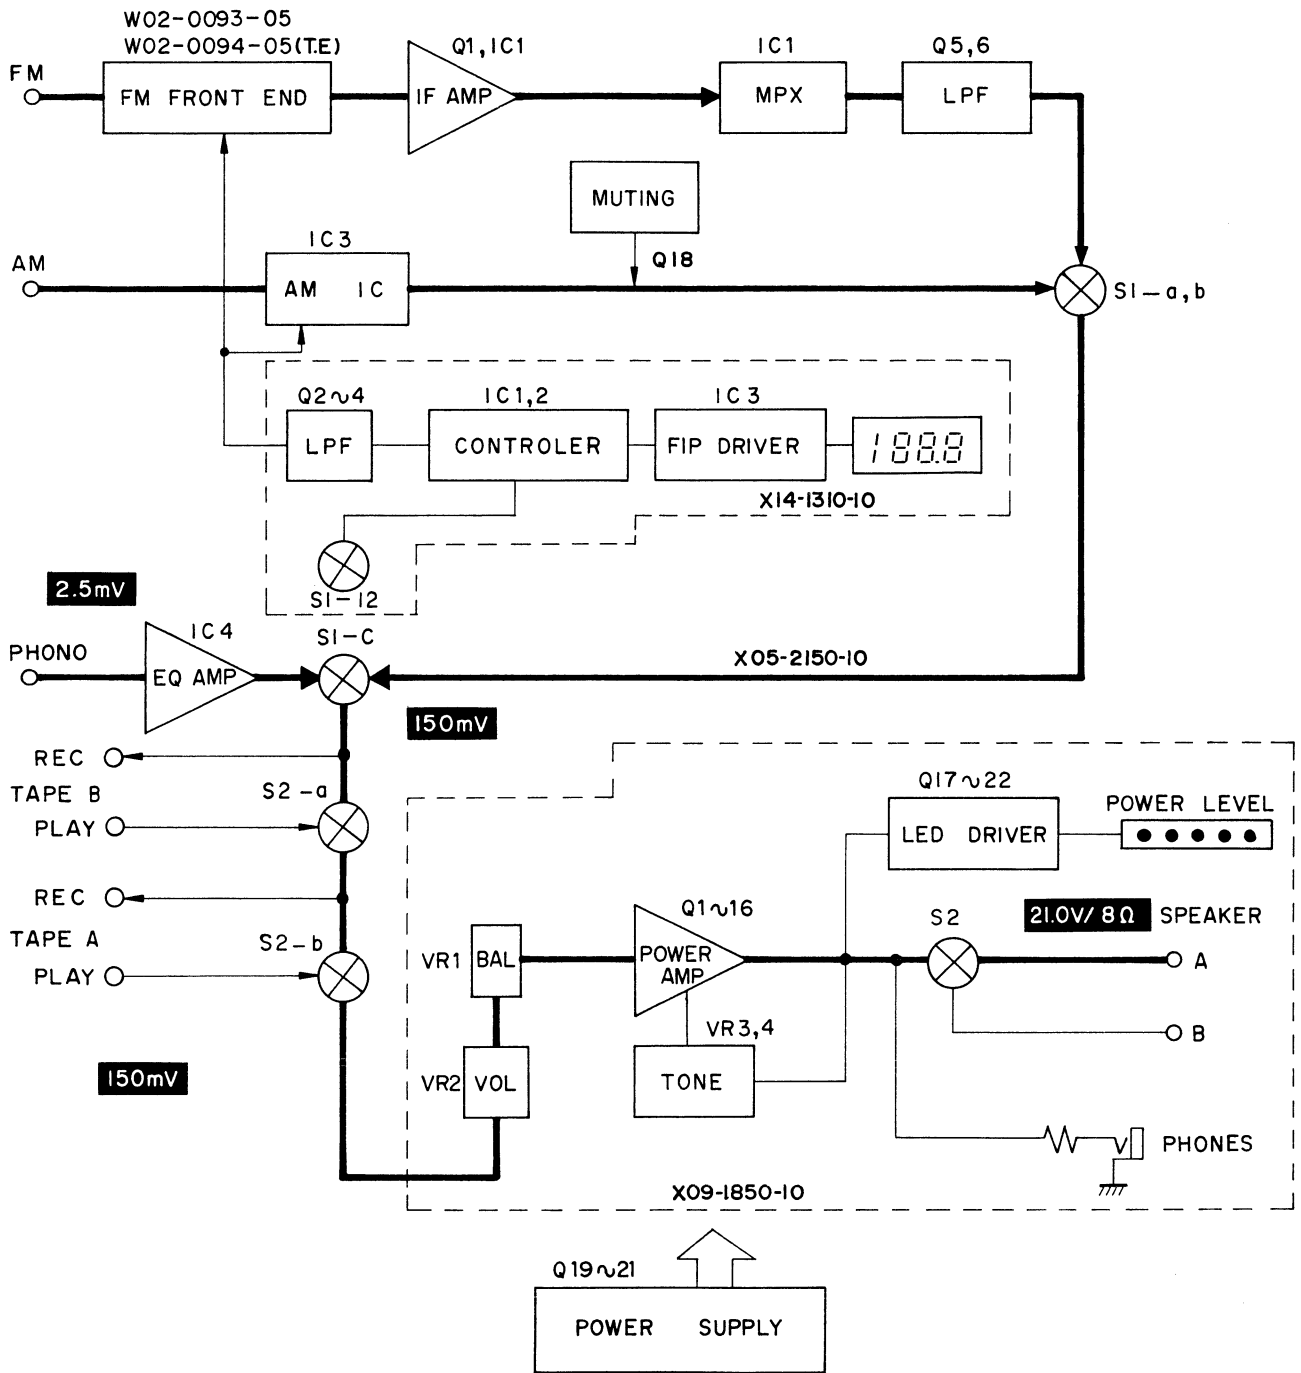 W02-0093-05
W02-0094-05(T.E)
FM
FM FRONT END
Q1,IC1
IF AMP
IC1
MPX
Q5,6
LPF
MUTING
Q18
AM
IC3
AM IC
S1-a,b
Q2~4
LPF
IC1,2
CONTROLER
IC3
FIP DRIVER
188.8
X14-1310-10
S1-12
2.5mV
PHONO
IC4
EQ AMP
S1-C
X05-2150-10
150mV
REC
TAPE B
S2-a
PLAY
REC
TAPE A
S2-b
PLAY
150mV
Q17~22
LED DRIVER
POWER LEVEL
VR1
BAL
Q1~16
POWER
AMP
S2
21.0V/8Ω
SPEAKER
A
B
VR2
VOL
VR3,4
TONE
PHONES
X09-1850-10
Q19~21
POWER SUPPLY